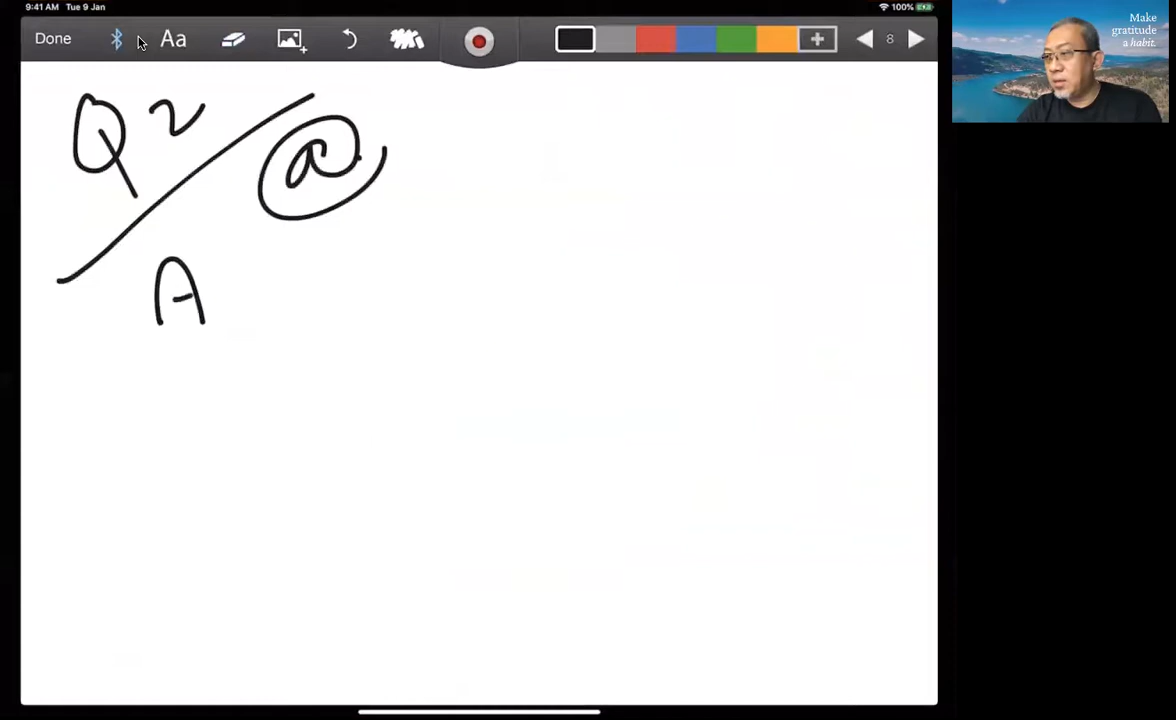 9:41 AM Tue 9 Jan
100%
Done
Aa
8
Make
gratitude
a habit.
Q2
a
A